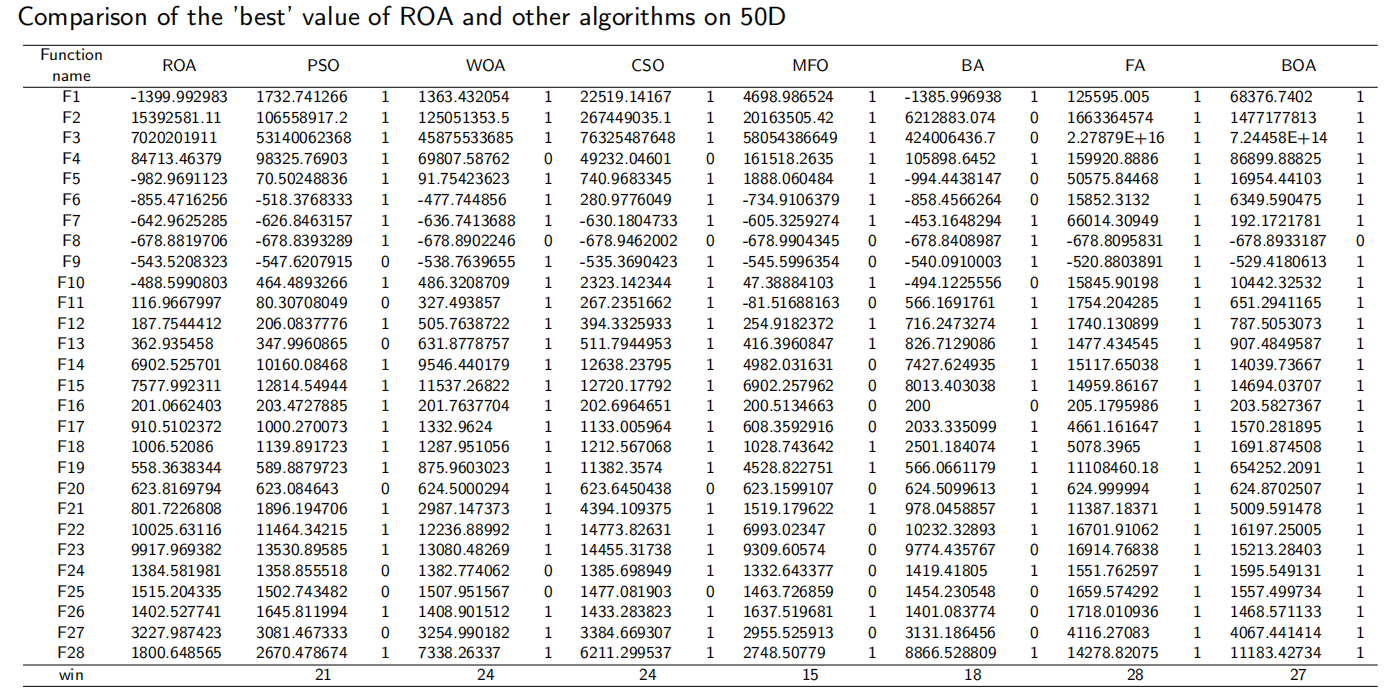 Comparison of the 'best' value of ROA and other algorithms on 50D
Function name ROA PSO WOA CSO MFO BA FA BOA
F1 -1399.992983 1732.741266 1 1363.432054 1 22519.14167 1 4698.986524 1 -1385.996938 1 125595.005 1 68376.7402 1
F2 15392581.11 106558917.2 1 125051353.5 1 267449035.1 1 20163505.42 1 6212883.074 0 1663364574 1 1477177813 1
F3 7020201911 53140062368 1 45875533685 1 76325487648 1 58054386649 1 424006436.7 0 2.27879E+16 1 7.24458E+14 1
F4 84713.46379 98325.76903 1 69807.58762 0 49232.04601 0 161518.2635 1 105898.6452 1 159920.8886 1 86899.88825 1
F5 -982.9691123 70.50248836 1 91.75423623 1 740.9683345 1 1888.060484 1 -994.4438147 0 50575.84468 1 16954.44103 1
F6 -855.4716256 -518.3768333 1 -477.744856 1 280.9776049 1 -734.9106379 1 -858.4566264 0 15852.3132 1 6349.590475 1
F7 -642.9625285 -626.8463157 1 -636.7413688 1 -630.1804733 1 -605.3259274 1 -453.1648294 1 66014.30949 1 192.1721781 1
F8 -678.8819706 -678.8393289 1 -678.8902246 0 -678.9462002 0 -678.9904345 0 -678.8408987 1 -678.8095831 1 -678.8933187 0
F9 -543.5208323 -547.6207915 0 -538.7639655 1 -535.3690423 1 -545.5996354 0 -540.0910003 1 -520.8803891 1 -529.4180613 1
F10 -488.5990803 464.4893266 1 486.3208709 1 2323.142344 1 47.38884103 1 -494.1225556 0 15845.90198 1 10442.32532 1
F11 116.9667997 80.30708049 0 327.493857 1 267.2351662 1 -81.51688163 0 566.1691761 1 1754.204285 1 651.2941165 1
F12 187.7544412 206.0837776 1 505.7638722 1 394.3325933 1 254.9182372 1 716.2473274 1 1740.130899 1 787.5053073 1
F13 362.935458 347.9960865 0 631.8778757 1 511.7944953 1 416.3960847 1 826.7129086 1 1477.434545 1 907.4849587 1
F14 6902.525701 10160.08468 1 9546.440179 1 12638.23795 1 4982.031631 0 7427.624935 1 15117.65038 1 14039.73667 1
F15 7577.992311 12814.54944 1 11537.26822 1 12720.17792 1 6902.257962 0 8013.403038 1 14959.86167 1 14694.03707 1
F16 201.0662403 203.4727885 1 201.7637704 1 202.6964651 1 200.5134663 0 200 0 205.1795986 1 203.5827367 1
F17 910.5102372 1000.270073 1 1332.9624 1 1133.005964 1 608.3592916 0 2033.335099 1 4661.161647 1 1570.281895 1
F18 1006.52086 1139.891723 1 1287.951056 1 1212.567068 1 1028.743642 1 2501.184074 1 5078.3965 1 1691.874508 1
F19 558.3638344 589.8879723 1 875.9603023 1 11382.3574 1 4528.822751 1 566.0661179 1 11108460.18 1 654252.2091 1
F20 623.8169794 623.084643 0 624.5000294 1 623.6450438 0 623.1599107 0 624.5099613 1 624.999994 1 624.8702507 1
F21 801.7226808 1896.194706 1 2987.147373 1 4394.109375 1 1519.179622 1 978.0458857 1 11387.18371 1 5009.591478 1
F22 10025.63116 11464.34215 1 12236.88992 1 14773.82631 1 6993.02347 0 10232.32893 1 16701.91062 1 16197.25005 1
F23 9917.969382 13530.89585 1 13080.48269 1 14455.31738 1 9309.60574 0 9774.435767 0 16914.76838 1 15213.28403 1
F24 1384.581981 1358.855518 0 1382.774062 0 1385.698949 1 1332.643377 0 1419.41805 1 1551.762597 1 1595.549131 1
F25 1515.204335 1502.743482 0 1507.951567 0 1477.081903 0 1463.726859 0 1454.230548 0 1659.574292 1 1557.499734 1
F26 1402.527741 1645.811994 1 1408.901512 1 1433.283823 1 1637.519681 1 1401.083774 0 1718.010936 1 1468.571133 1
F27 3227.987423 3081.467333 0 3254.990182 1 3384.669307 1 2955.525913 0 3131.186456 0 4116.27083 1 4067.441414 1
F28 1800.648565 2670.478674 1 7338.26337 1 6211.299537 1 2748.50779 1 8866.528809 1 14278.82075 1 11183.42734 1
win 21 24 24 15 18 28 27